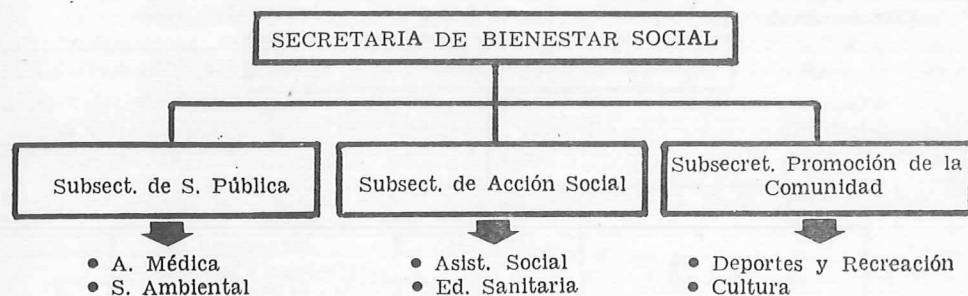 SECRETARIA DE BIENESTAR SOCIAL
Subsect. de S. Pública
Subsect. de Acción Social
Subsecret. Promoción de la
Comunidad
● A. Médica
● S. Ambiental
● Asist. Social
● Ed. Sanitaria
● Deportes y Recreación
● Cultura